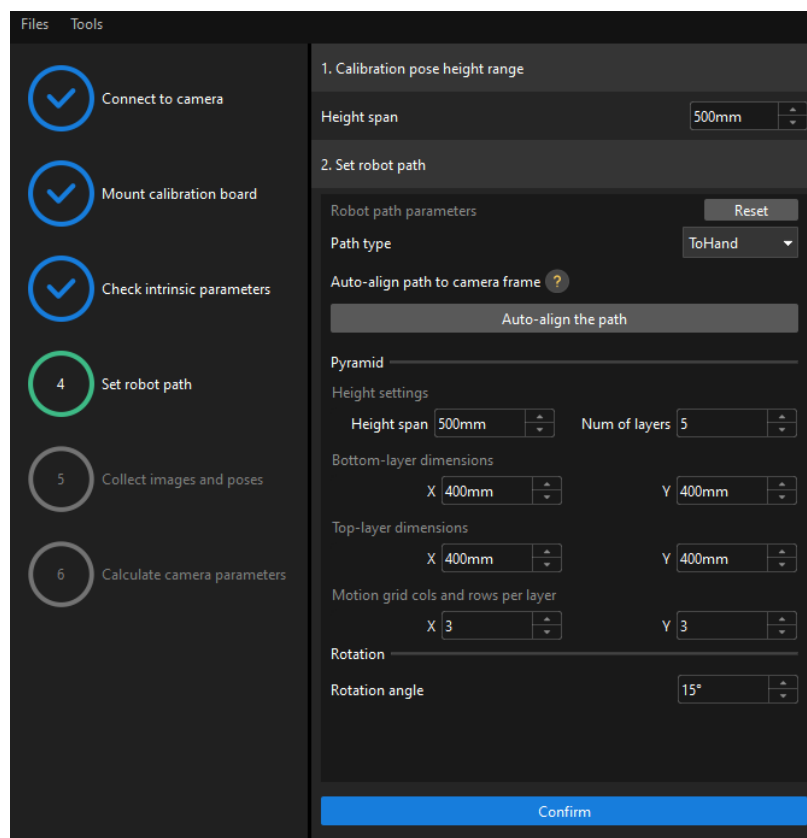 Files Tools
Connect to camera
Mount calibration board
Check intrinsic parameters
4 Set robot path
5 Collect images and poses
6 Calculate camera parameters
1. Calibration pose height range
Height span 500mm
2. Set robot path
Robot path parameters Reset
Path type ToHand
Auto-align path to camera frame ?
Auto-align the path
Pyramid
Height settings
Height span 500mm Num of layers 5
Bottom-layer dimensions
X 400mm Y 400mm
Top-layer dimensions
X 400mm Y 400mm
Motion grid cols and rows per layer
X 3 Y 3
Rotation
Rotation angle 15°
Confirm